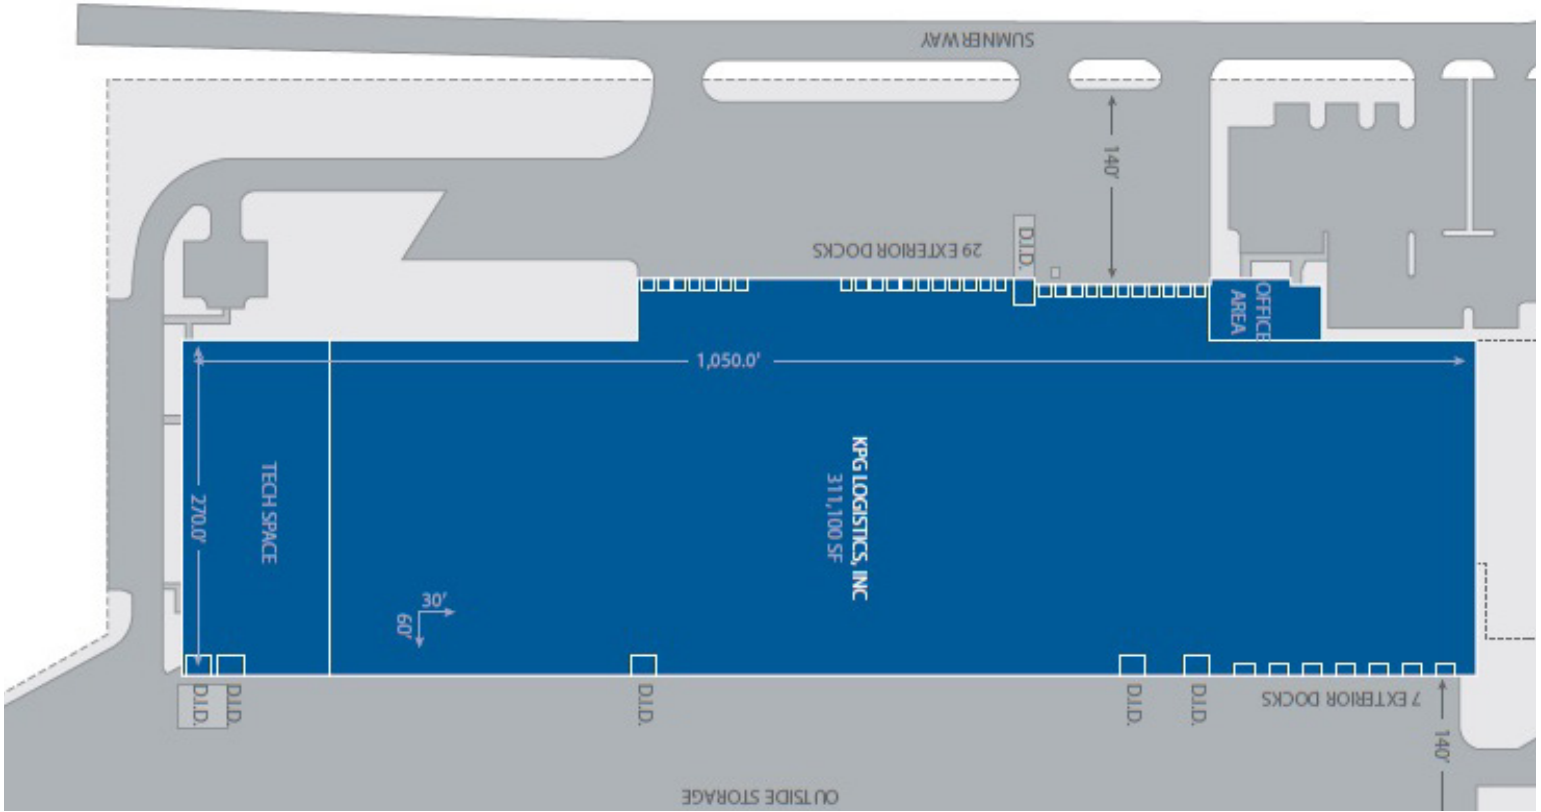 SUMNER WAY
140'
29 EXTERIOR DOCKS
D.I.D.
OFFICE
AREA
1,050.0'
KPG LOGISTICS, INC
311,100 SF
TECH SPACE
270.0'
30'
60'
D.I.D.
D.I.D.
D.I.D.
D.I.D.
D.I.D.
7 EXTERIOR DOCKS
140'
OUTSIDE STORAGE